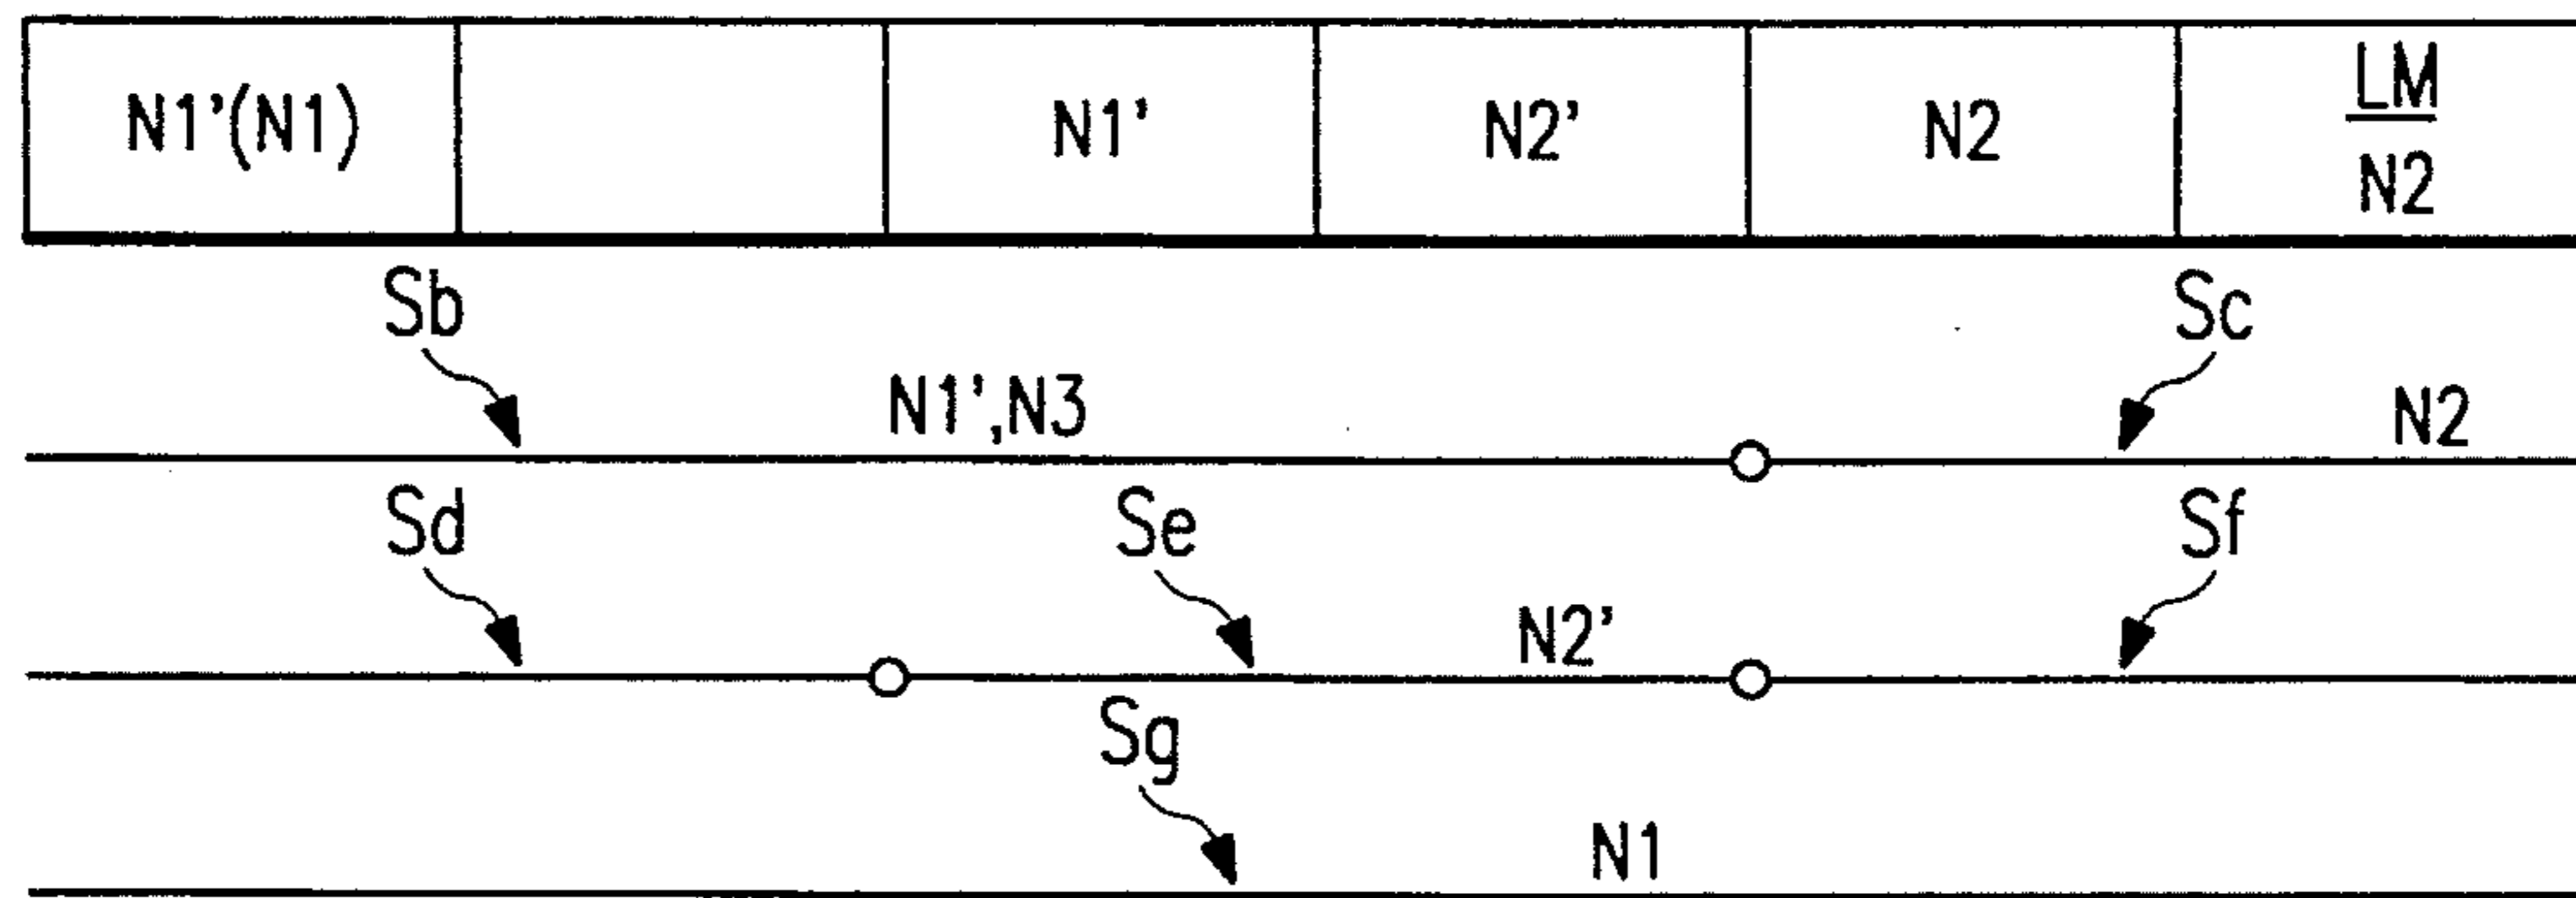 N1'(N1) N1' N2' N2 LM
N2
Sb Sc
N1',N3 N2
Sd Se Sf
N2'
Sg
N1